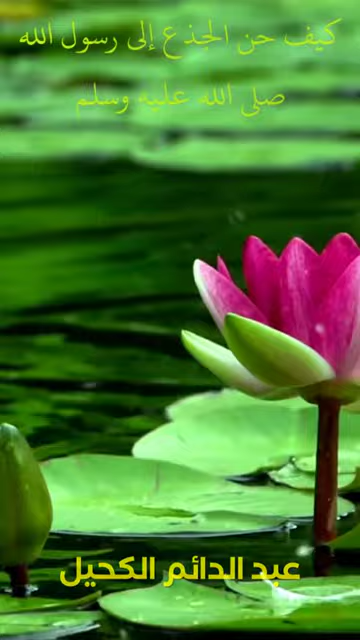 كيف حن الجذع إلى رسول الله
صلى الله عليه وسلم
عبد الدائم الكحيل